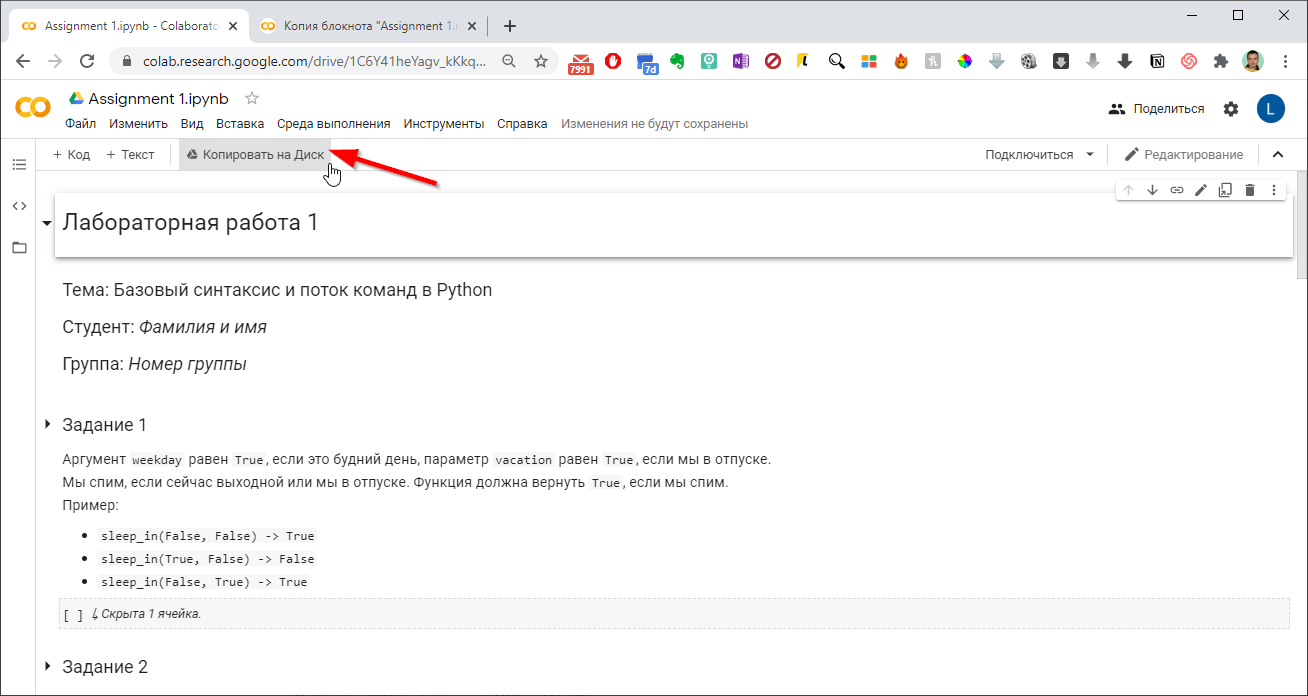 Assignment 1.ipynb - Colaborato
Копия блокнота "Assignment 1.i
colab.research.google.com/drive/1C6Y41heYagv_kKkq...
7991
7d
Assignment 1.ipynb
L
Файл Изменить Вид Вставка Среда выполнения Инструменты Справка Изменения не будут сохранены
Поделиться
+ Код + Текст Копировать на Диск
Подключиться Редактирование
Лабораторная работа 1
Тема: Базовый синтаксис и поток команд в Python
Студент: Фамилия и имя
Группа: Номер группы
Задание 1
Аргумент weekday равен True, если это будний день, параметр vacation равен True, если мы в отпуске.
Мы спим, если сейчас выходной или мы в отпуске. Функция должна вернуть True, если мы спим.
Пример:
• sleep_in(False, False) -> True
• sleep_in(True, False) -> False
• sleep_in(False, True) -> True
[ ] ↳ Скрыта 1 ячейка.
Задание 2